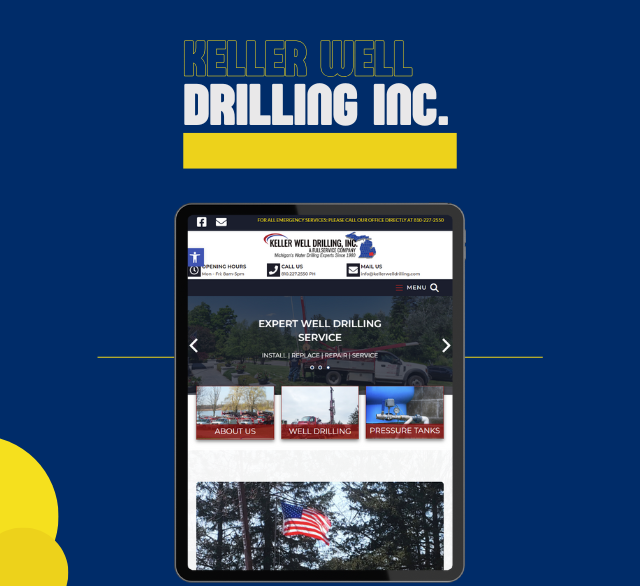 KELLER WELL
DRILLING INC.
FOR ALL EMERGENCY SERVICES: PLEASE CALL OUR OFFICE DIRECTLY AT 810-227-2550
KELLER WELL DRILLING, INC.
A FULL SERVICE COMPANY
Michigan's Water Drilling Experts Since 1980
OPENING HOURS
Mon - Fri: 8am-5pm
CALL US
810.227.2550 PH
MAIL US
info@kellerwelldrilling.com
MENU
EXPERT WELL DRILLING
SERVICE
INSTALL | REPLACE | REPAIR | SERVICE
ABOUT US
WELL DRILLING
PRESSURE TANKS